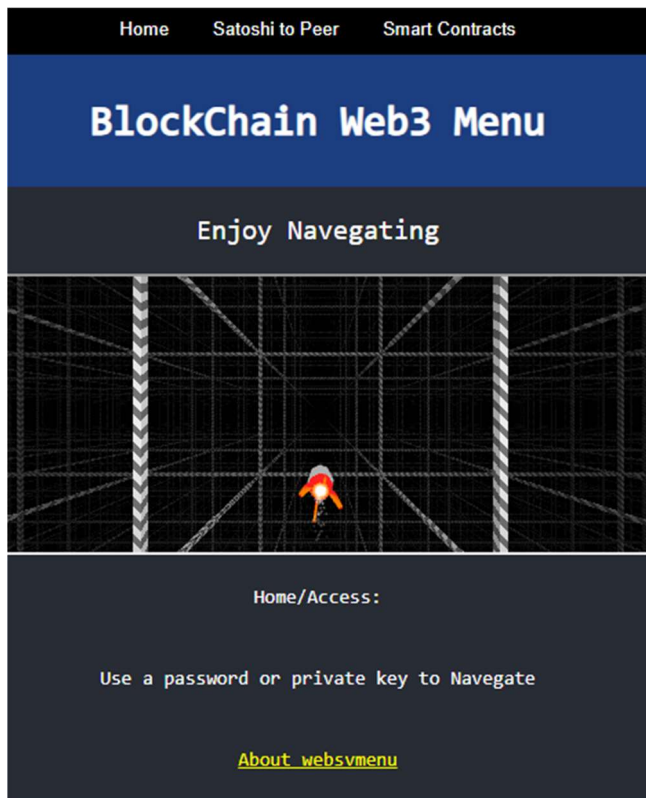 Home Satoshi to Peer Smart Contracts
BlockChain Web3 Menu
Enjoy Navegating
Home/Access:
Use a password or private key to Navegate
About websvmenu